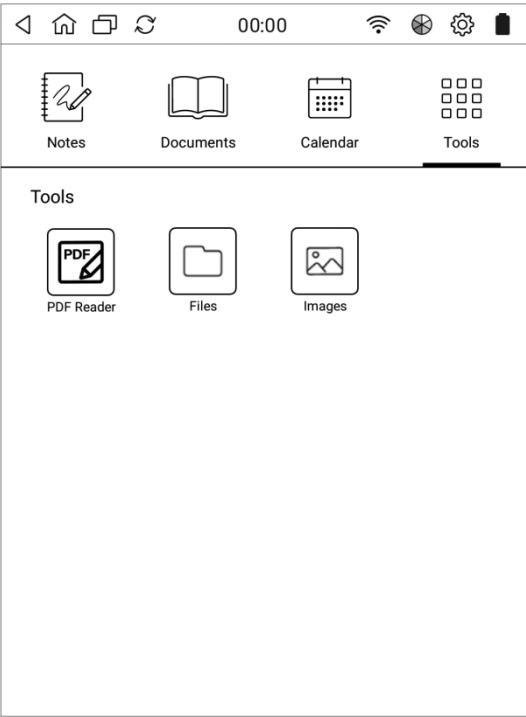 00:00
Notes Documents Calendar Tools
Tools
PDF
PDF Reader Files Images